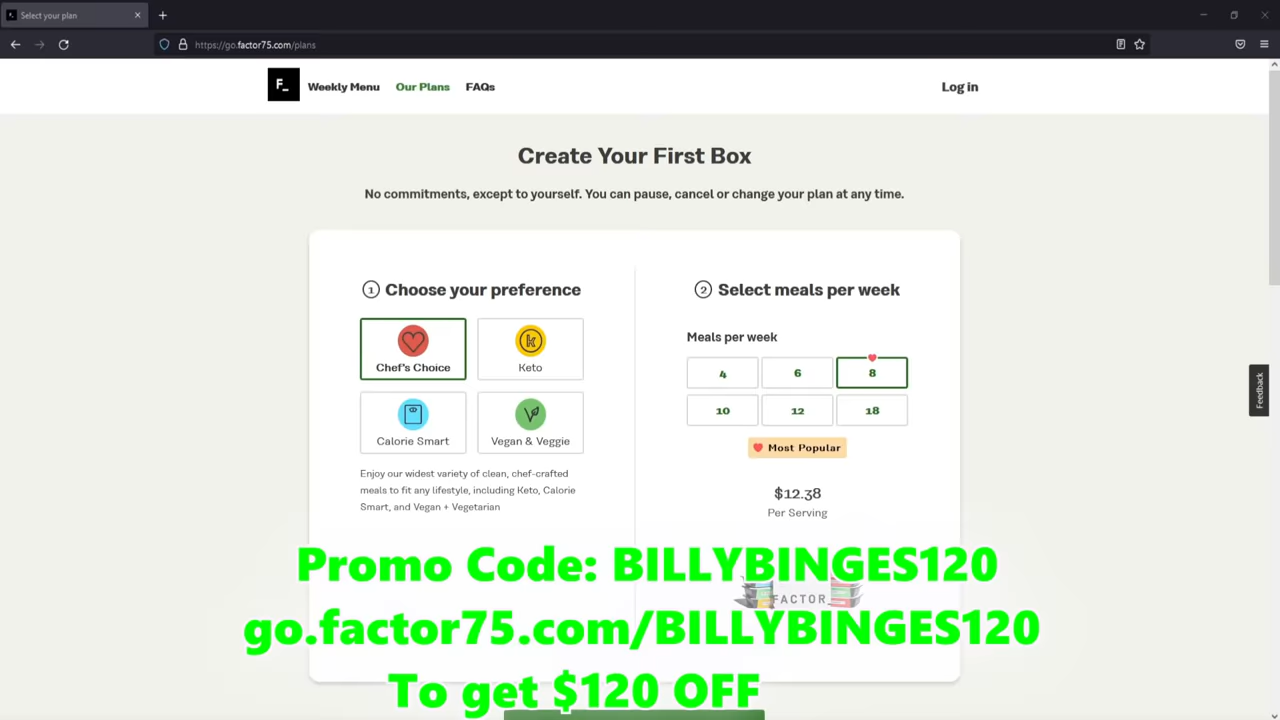 Select your plan
https://go.factor75.com/plans
F_
Weekly Menu
Our Plans
FAQs
Log in
Create Your First Box
No commitments, except to yourself. You can pause, cancel or change your plan at any time.
1 Choose your preference
Chef's Choice
k
Keto
Calorie Smart
Vegan & Veggie
Enjoy our widest variety of clean, chef-crafted
meals to fit any lifestyle, including Keto, Calorie
Smart, and Vegan + Vegetarian
2 Select meals per week
Meals per week
4 6 8
10 12 18
Most Popular
$12.38
Per Serving
Feedback
FACTOR
Promo Code: BILLYBINGES120
go.factor75.com/BILLYBINGES120
To get $120 OFF